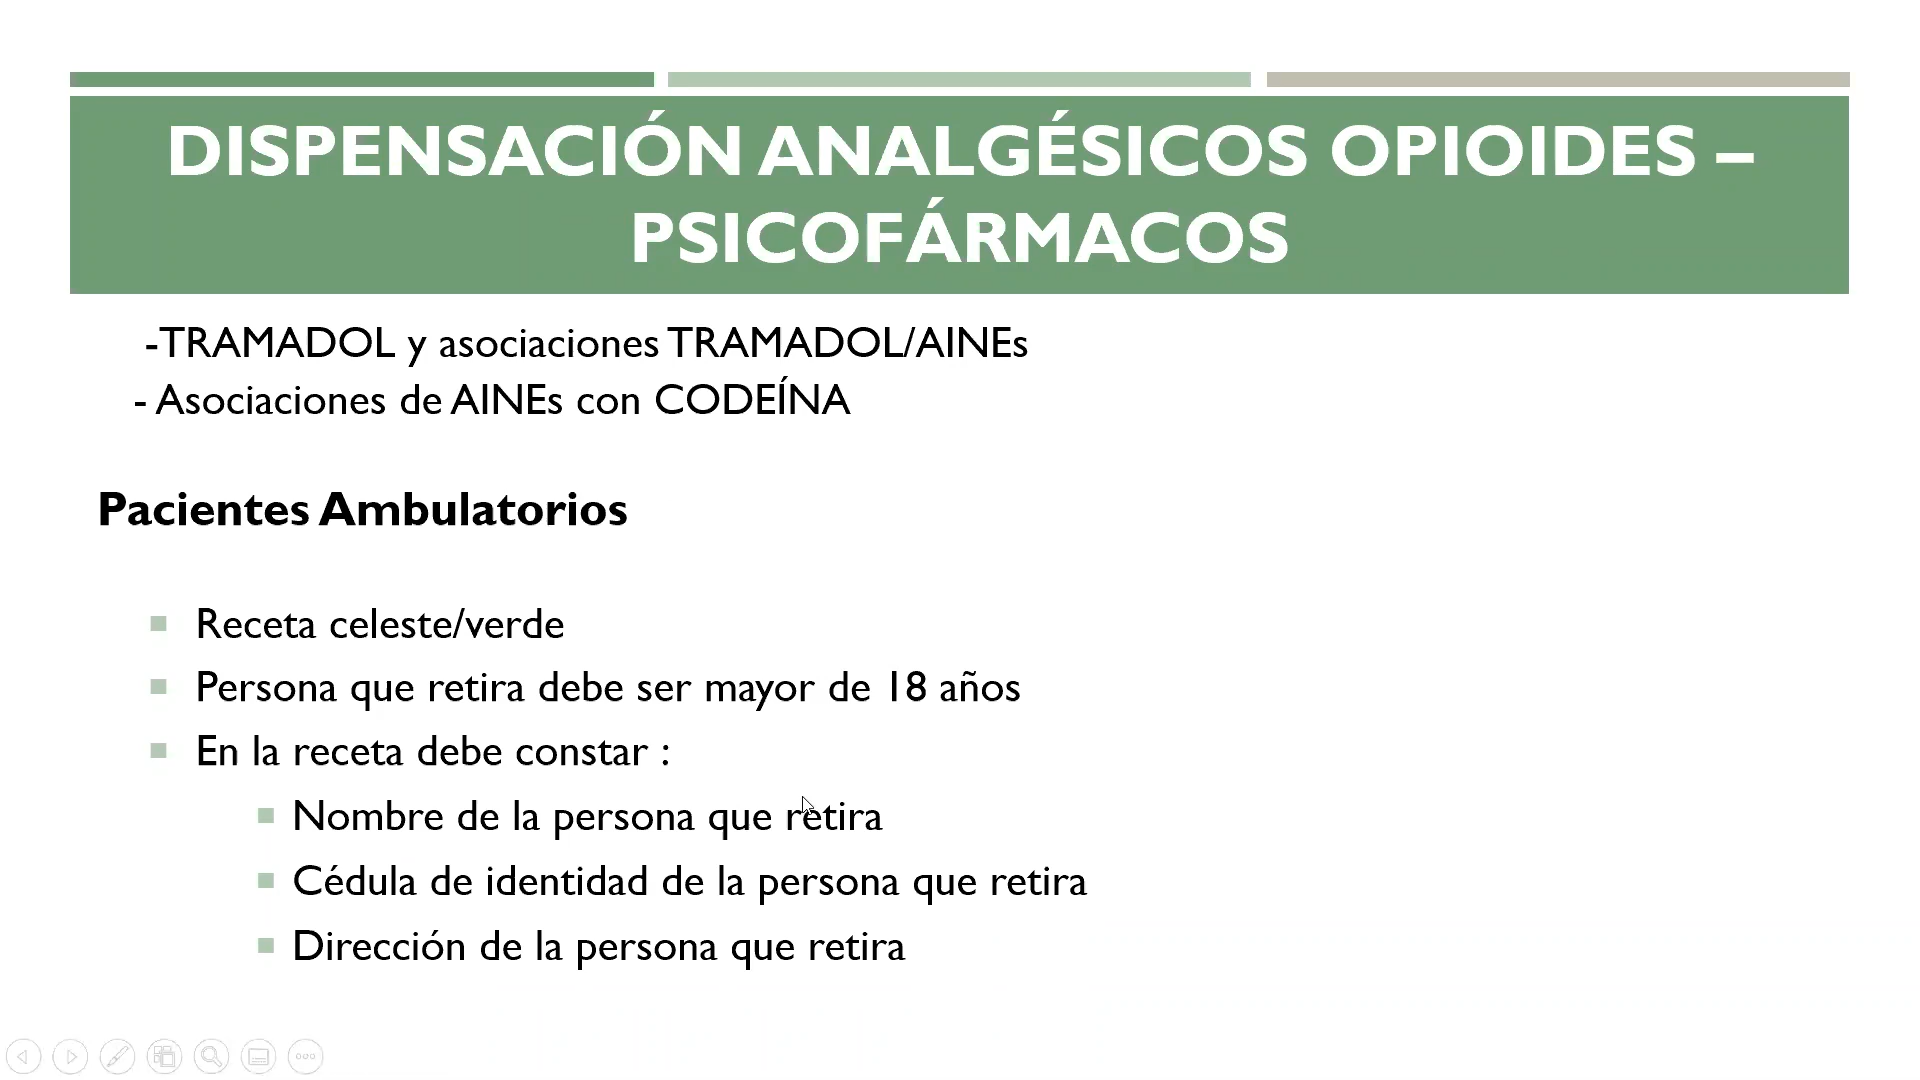 DISPENSACIÓN ANALGÉSICOS OPIOIDES –
PSICOFÁRMACOS
-TRAMADOL y asociaciones TRAMADOL/AINEs
- Asociaciones de AINEs con CODEÍNA
Pacientes Ambulatorios
Receta celeste/verde
Persona que retira debe ser mayor de 18 años
En la receta debe constar :
Nombre de la persona que retira
Cédula de identidad de la persona que retira
Dirección de la persona que retira